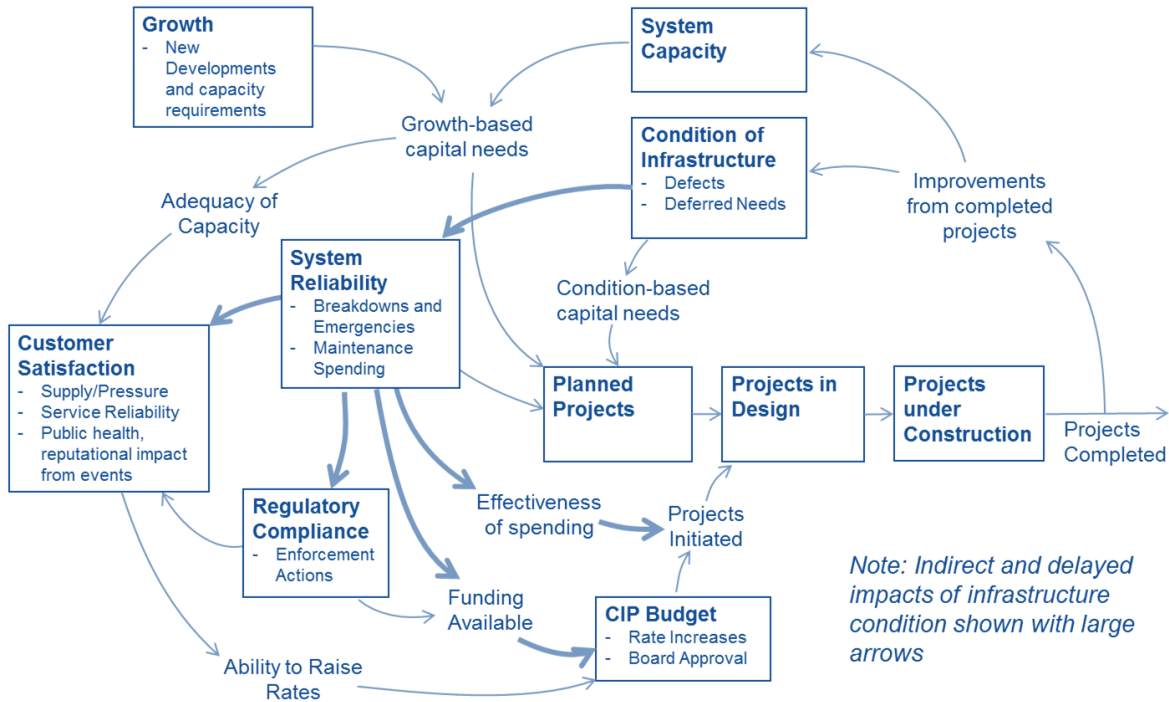 Growth
- New
Developments
and capacity
requirements
System
Capacity
Growth-based
capital needs
Condition of
Infrastructure
- Defects
- Deferred Needs
Improvements
from completed
projects
Adequacy of
Capacity
System
Reliability
- Breakdowns and
Emergencies
- Maintenance
Spending
Condition-based
capital needs
Customer
Satisfaction
- Supply/Pressure
- Service Reliability
- Public health,
reputational impact
from events
Planned
Projects
Projects in
Design
Projects
under
Construction
Projects
Completed
Regulatory
Compliance
- Enforcement
Actions
Effectiveness
of spending
Projects
Initiated
Funding
Available
CIP Budget
- Rate Increases
- Board Approval
Note: Indirect and delayed
impacts of infrastructure
condition shown with large
arrows
Ability to Raise
Rates